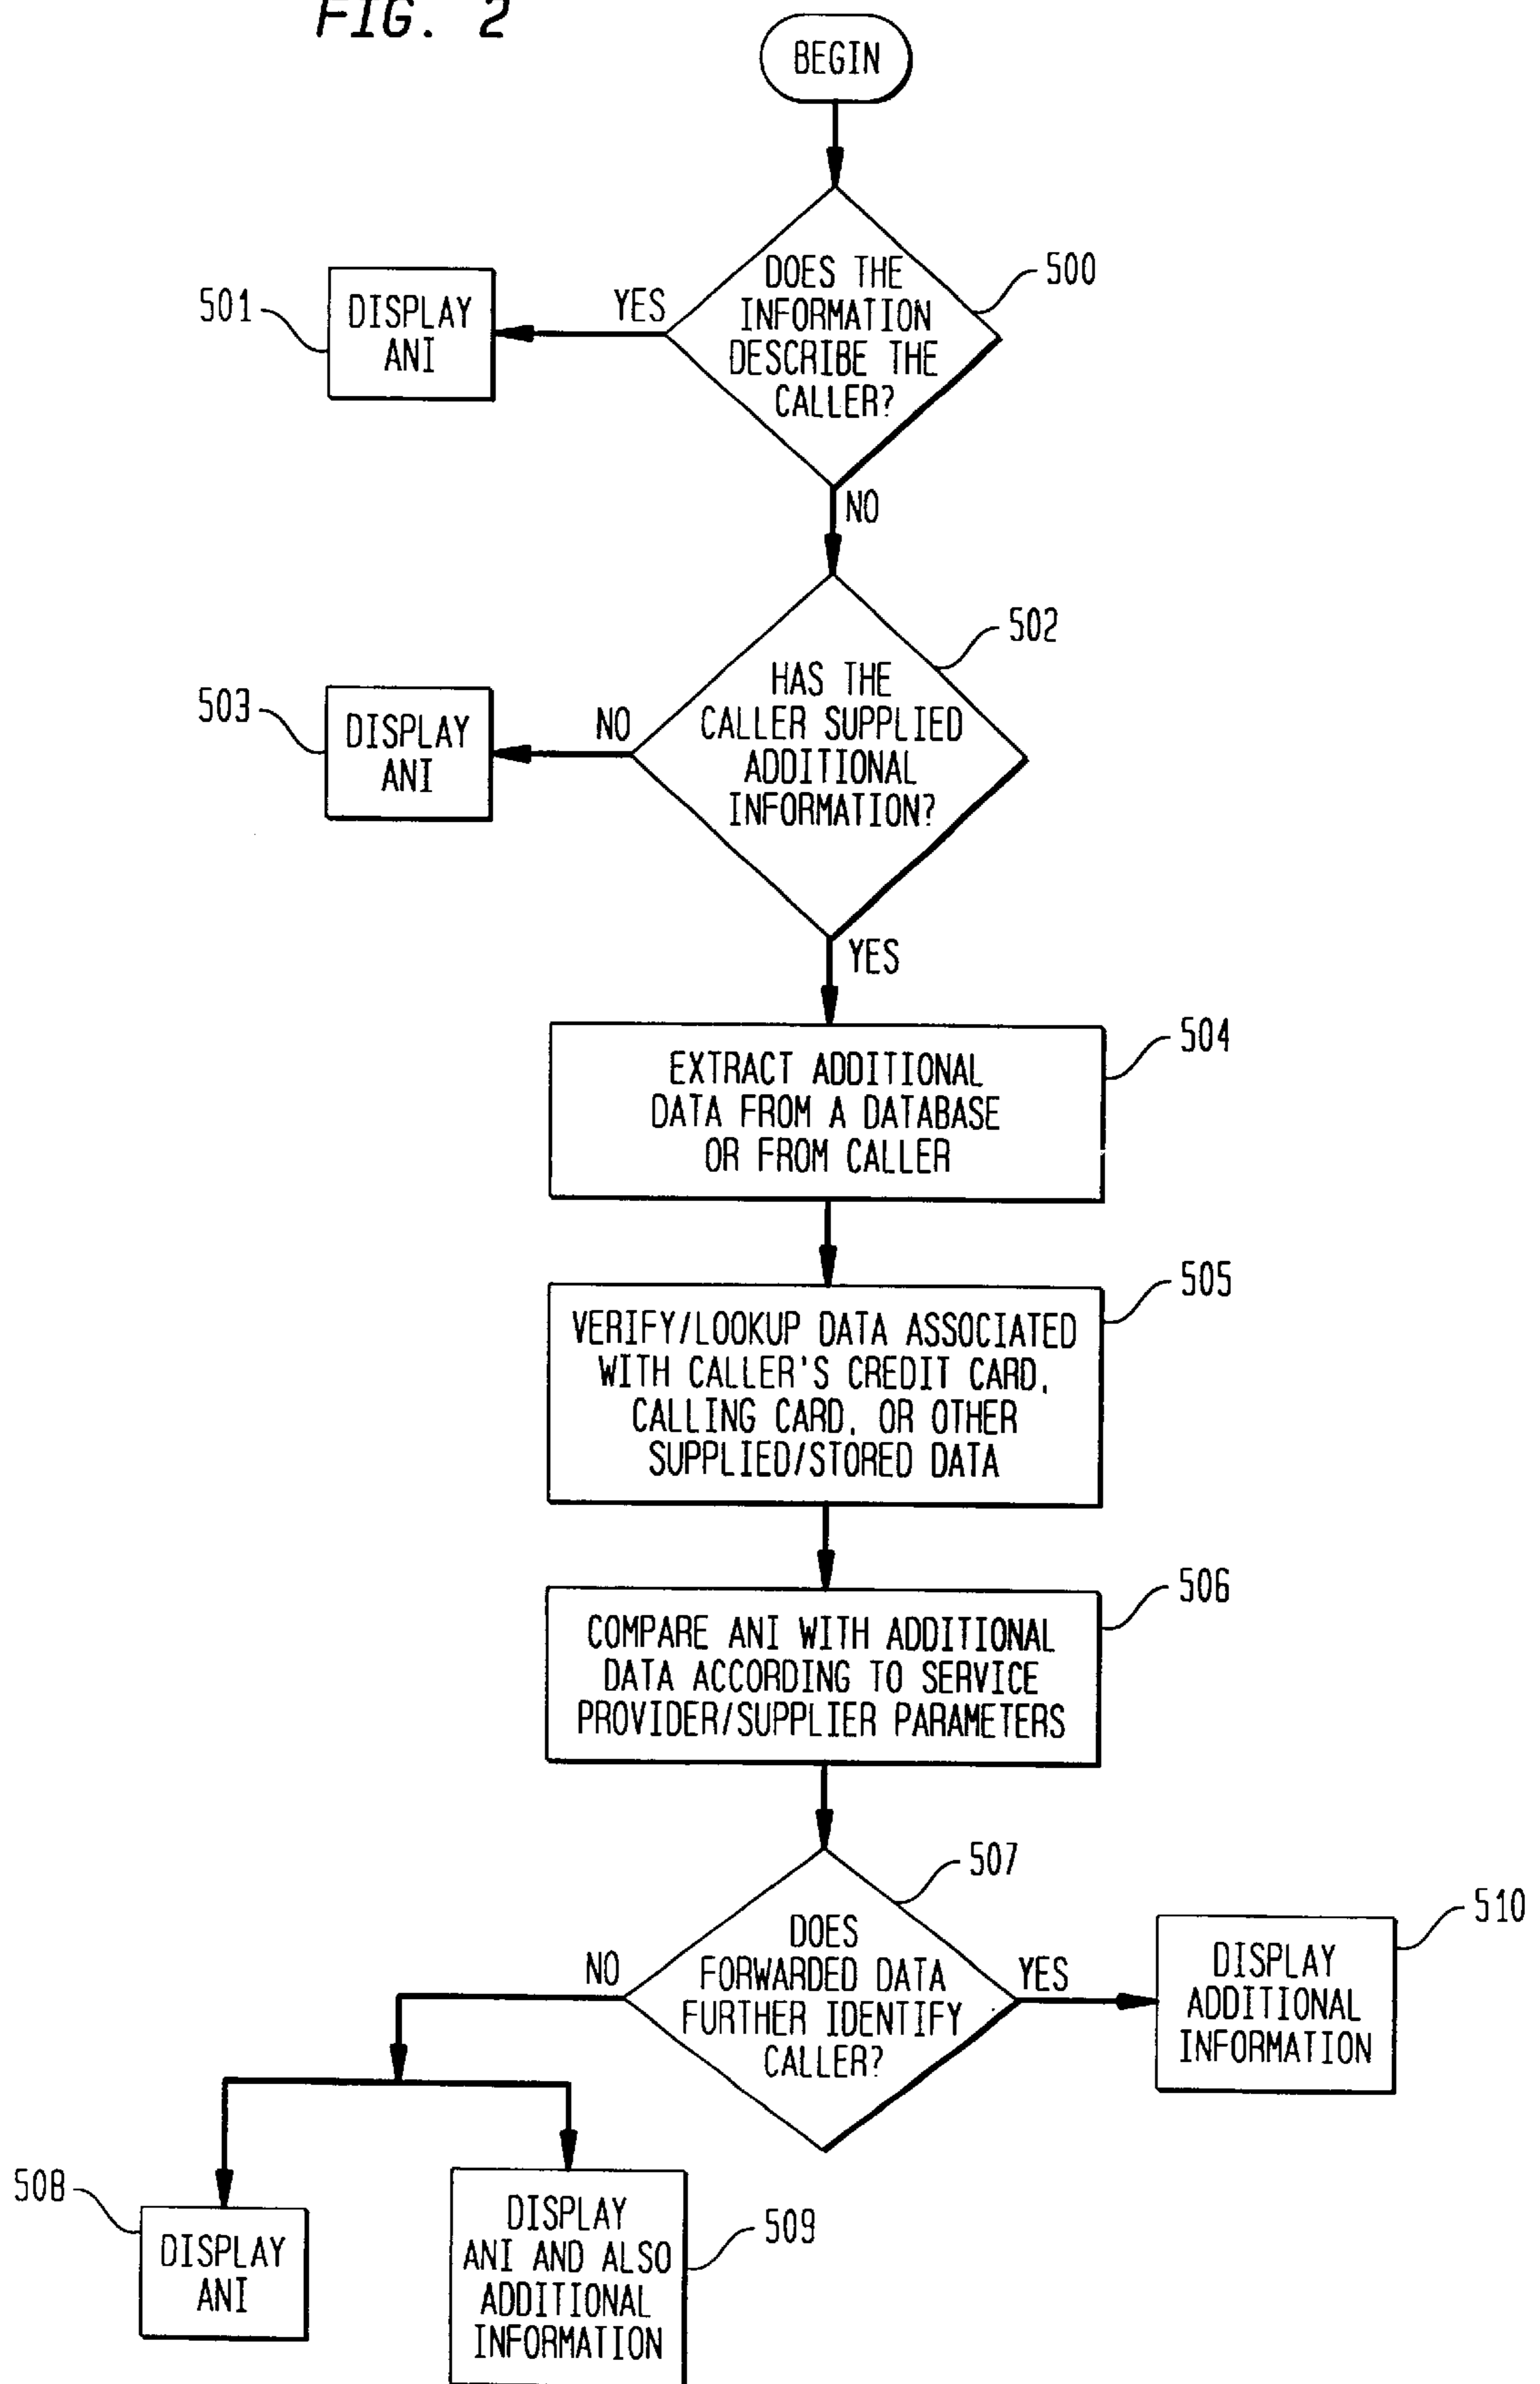 FIG. 2
BEGIN
DOES THE
INFORMATION
DESCRIBE THE
CALLER?
500
YES
501
DISPLAY
ANI
NO
502
HAS THE
CALLER SUPPLIED
ADDITIONAL
INFORMATION?
NO
503
DISPLAY
ANI
YES
504
EXTRACT ADDITIONAL
DATA FROM A DATABASE
OR FROM CALLER
505
VERIFY/LOOKUP DATA ASSOCIATED
WITH CALLER'S CREDIT CARD,
CALLING CARD, OR OTHER
SUPPLIED/STORED DATA
506
COMPARE ANI WITH ADDITIONAL
DATA ACCORDING TO SERVICE
PROVIDER/SUPPLIER PARAMETERS
507
DOES
FORWARDED DATA
FURTHER IDENTIFY
CALLER?
NO
YES
510
DISPLAY
ADDITIONAL
INFORMATION
508
DISPLAY
ANI
509
DISPLAY
ANI AND ALSO
ADDITIONAL
INFORMATION